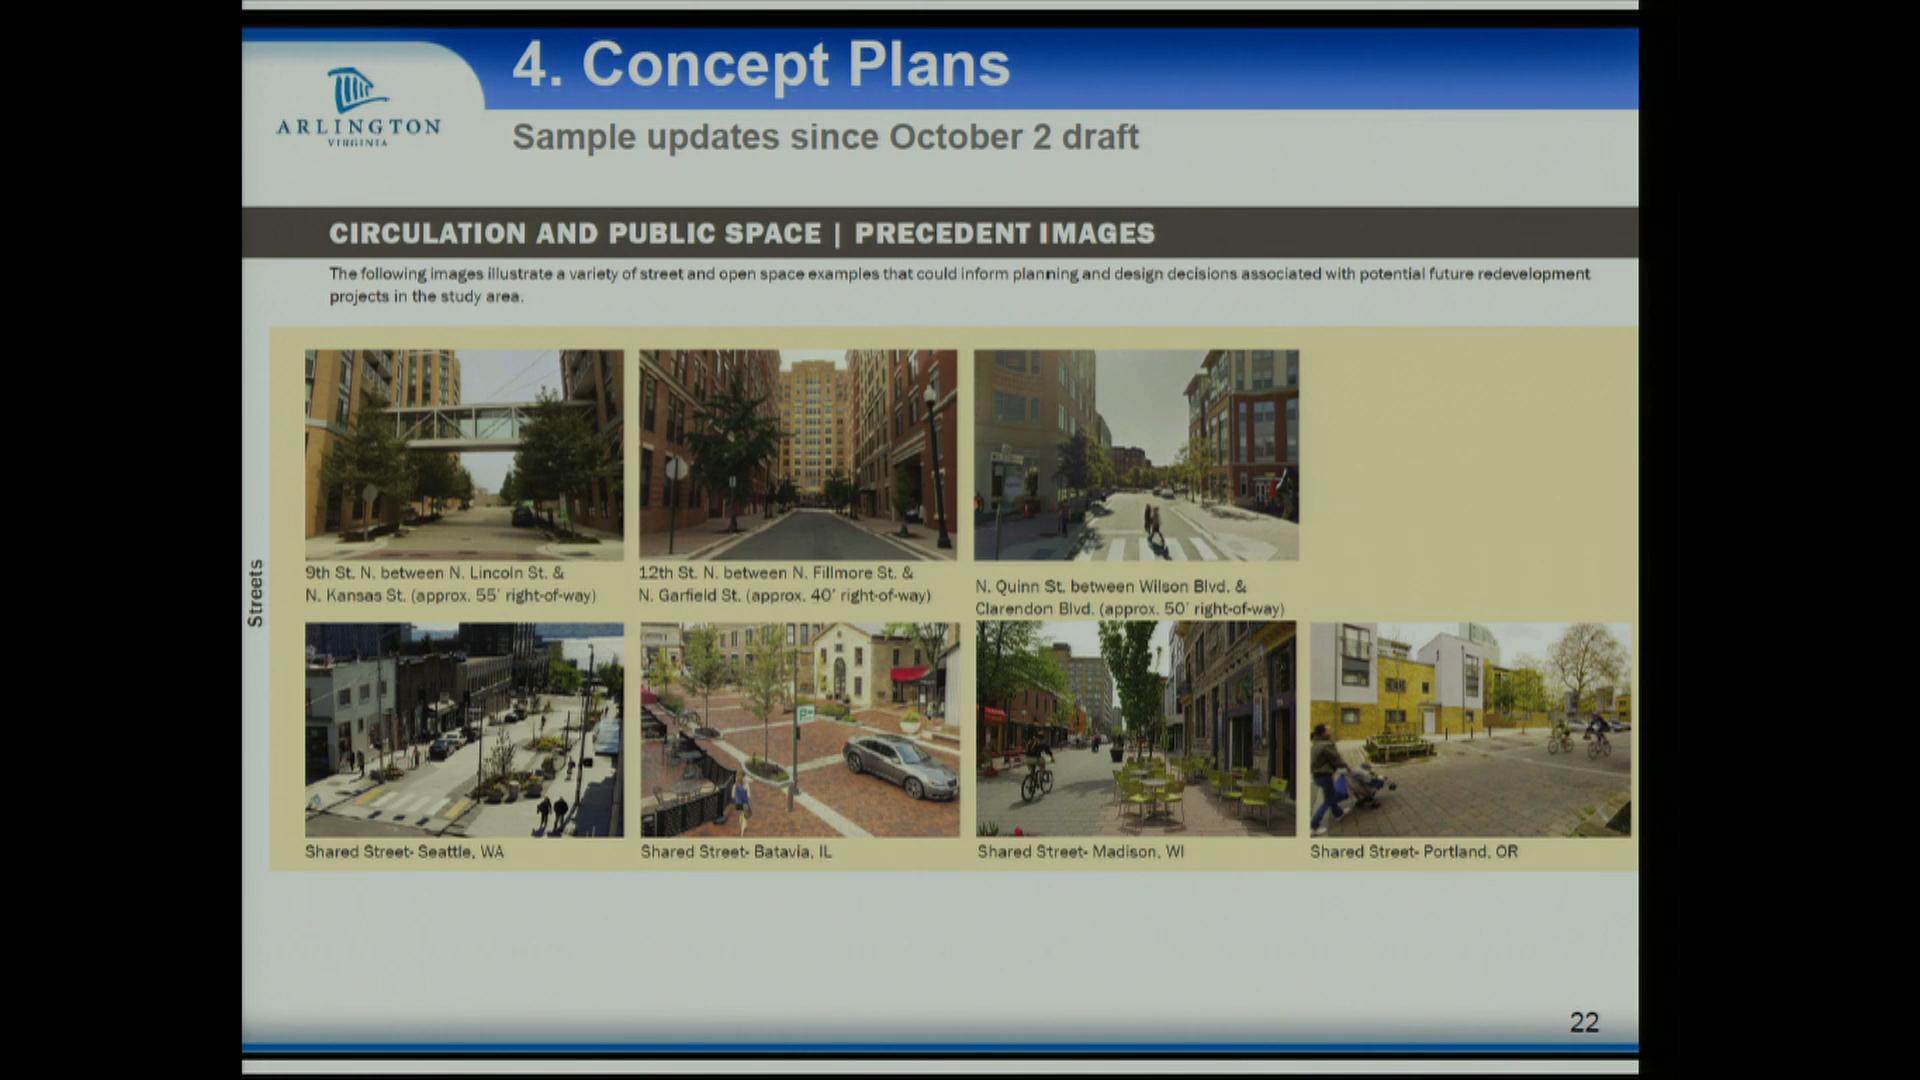 4. Concept Plans
ARLINGTON
VIRGINIA
Sample updates since October 2 draft
CIRCULATION AND PUBLIC SPACE | PRECEDENT IMAGES
The following images illustrate a variety of street and open space examples that could inform planning and design decisions associated with potential future redevelopment
projects in the study area.
Streets
9th St. N. between N. Lincoln St. &
N. Kansas St. (approx. 55' right-of-way)
12th St. N. between N. Fillmore St. &
N. Garfield St. (approx. 40' right-of-way)
N. Quinn St. between Wilson Blvd. &
Clarendon Blvd. (approx. 50' right-of-way)
Shared Street- Seattle, WA
Shared Street- Batavia, IL
Shared Street- Madison, WI
Shared Street- Portland, OR
22